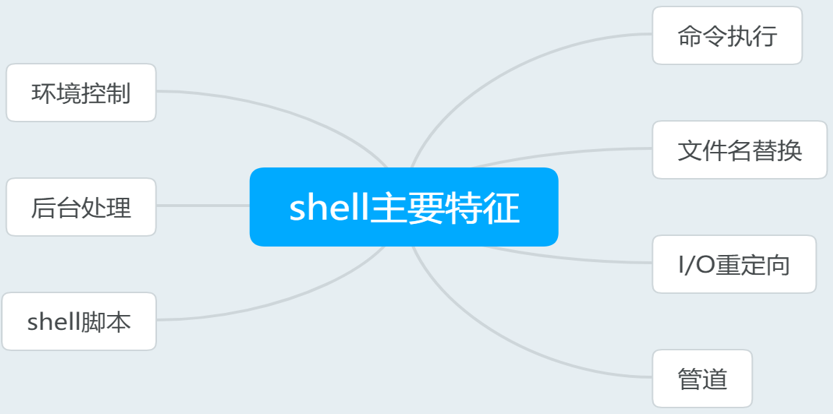 shell主要特征
命令执行
文件名替换
I/O重定向
管道
环境控制
后台处理
shell脚本